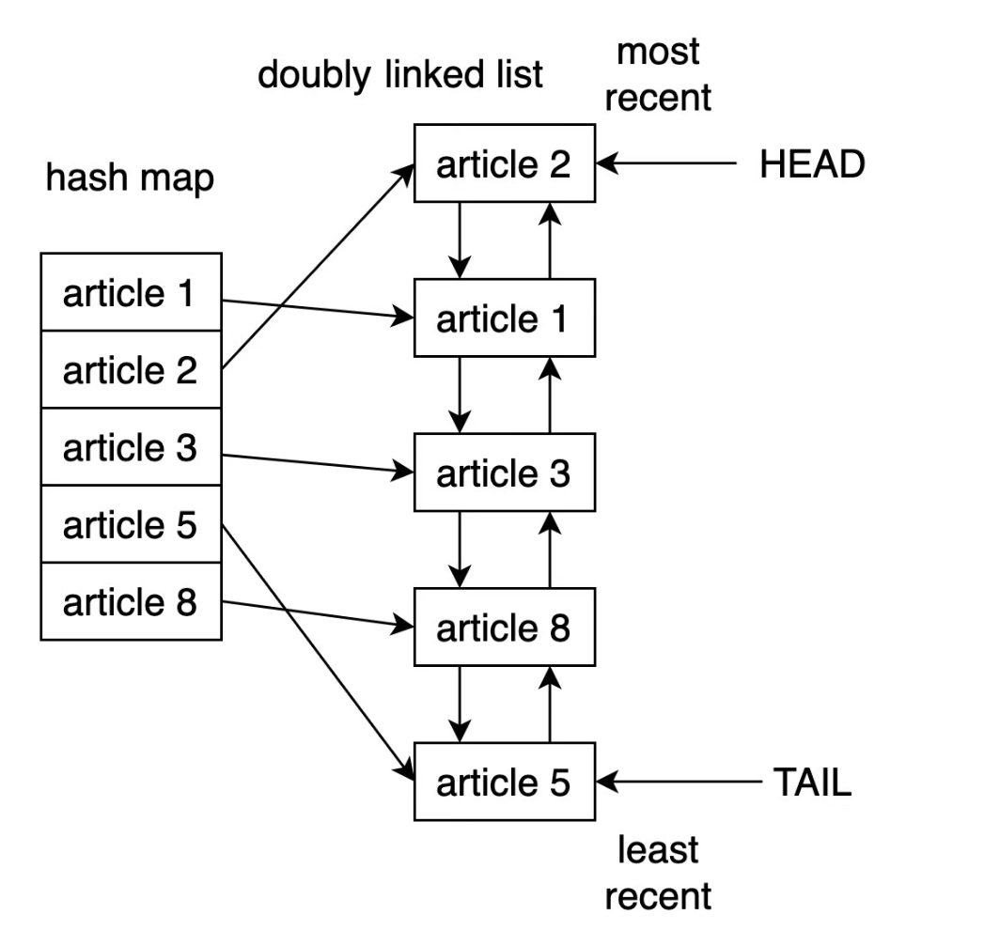 doubly linked list
most
recent
hash map
article 2
HEAD
article 1
article 2
article 3
article 5
article 8
article 1
article 3
article 8
article 5
TAIL
least
recent